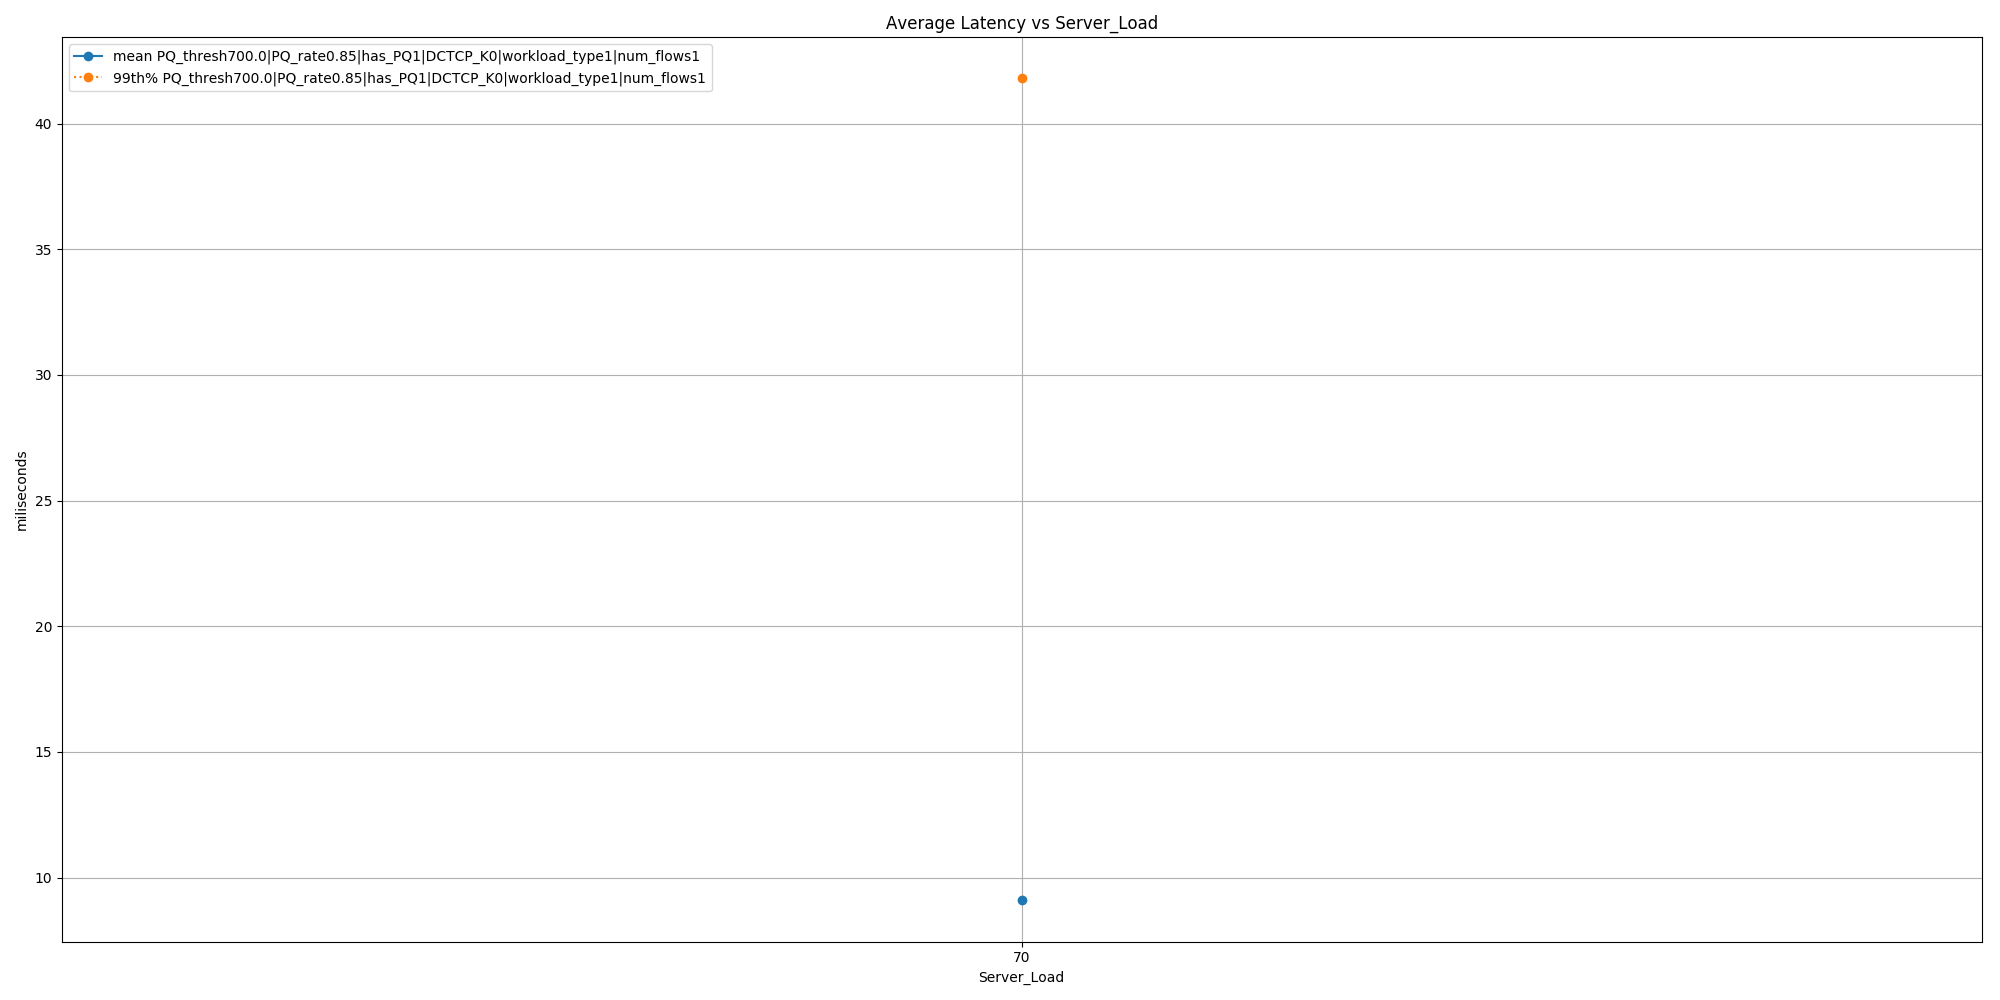 Average Latency vs Server_Load
mean PQ_thresh700.0|PQ_rate0.85|has_PQ1|DCTCP_K0|workload_type1|num_flows1
99th% PQ_thresh700.0|PQ_rate0.85|has_PQ1|DCTCP_K0|workload_type1|num_flows1
40
35
30
25
20
15
10
miliseconds
70
Server_Load